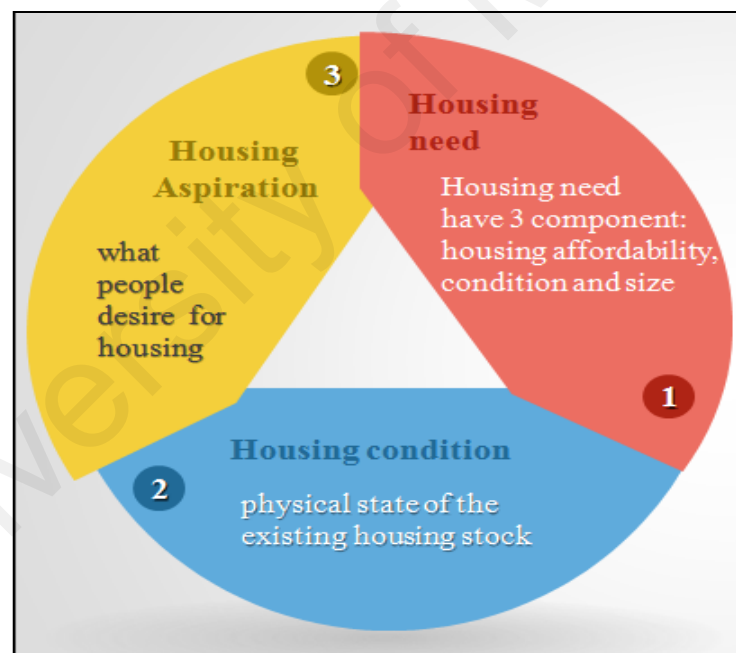 1
Housing
need
Housing need
have 3 component:
housing affordability,
condition and size
2
Housing condition
physical state of the
existing housing stock
3
Housing
Aspiration
what
people
desire for
housing